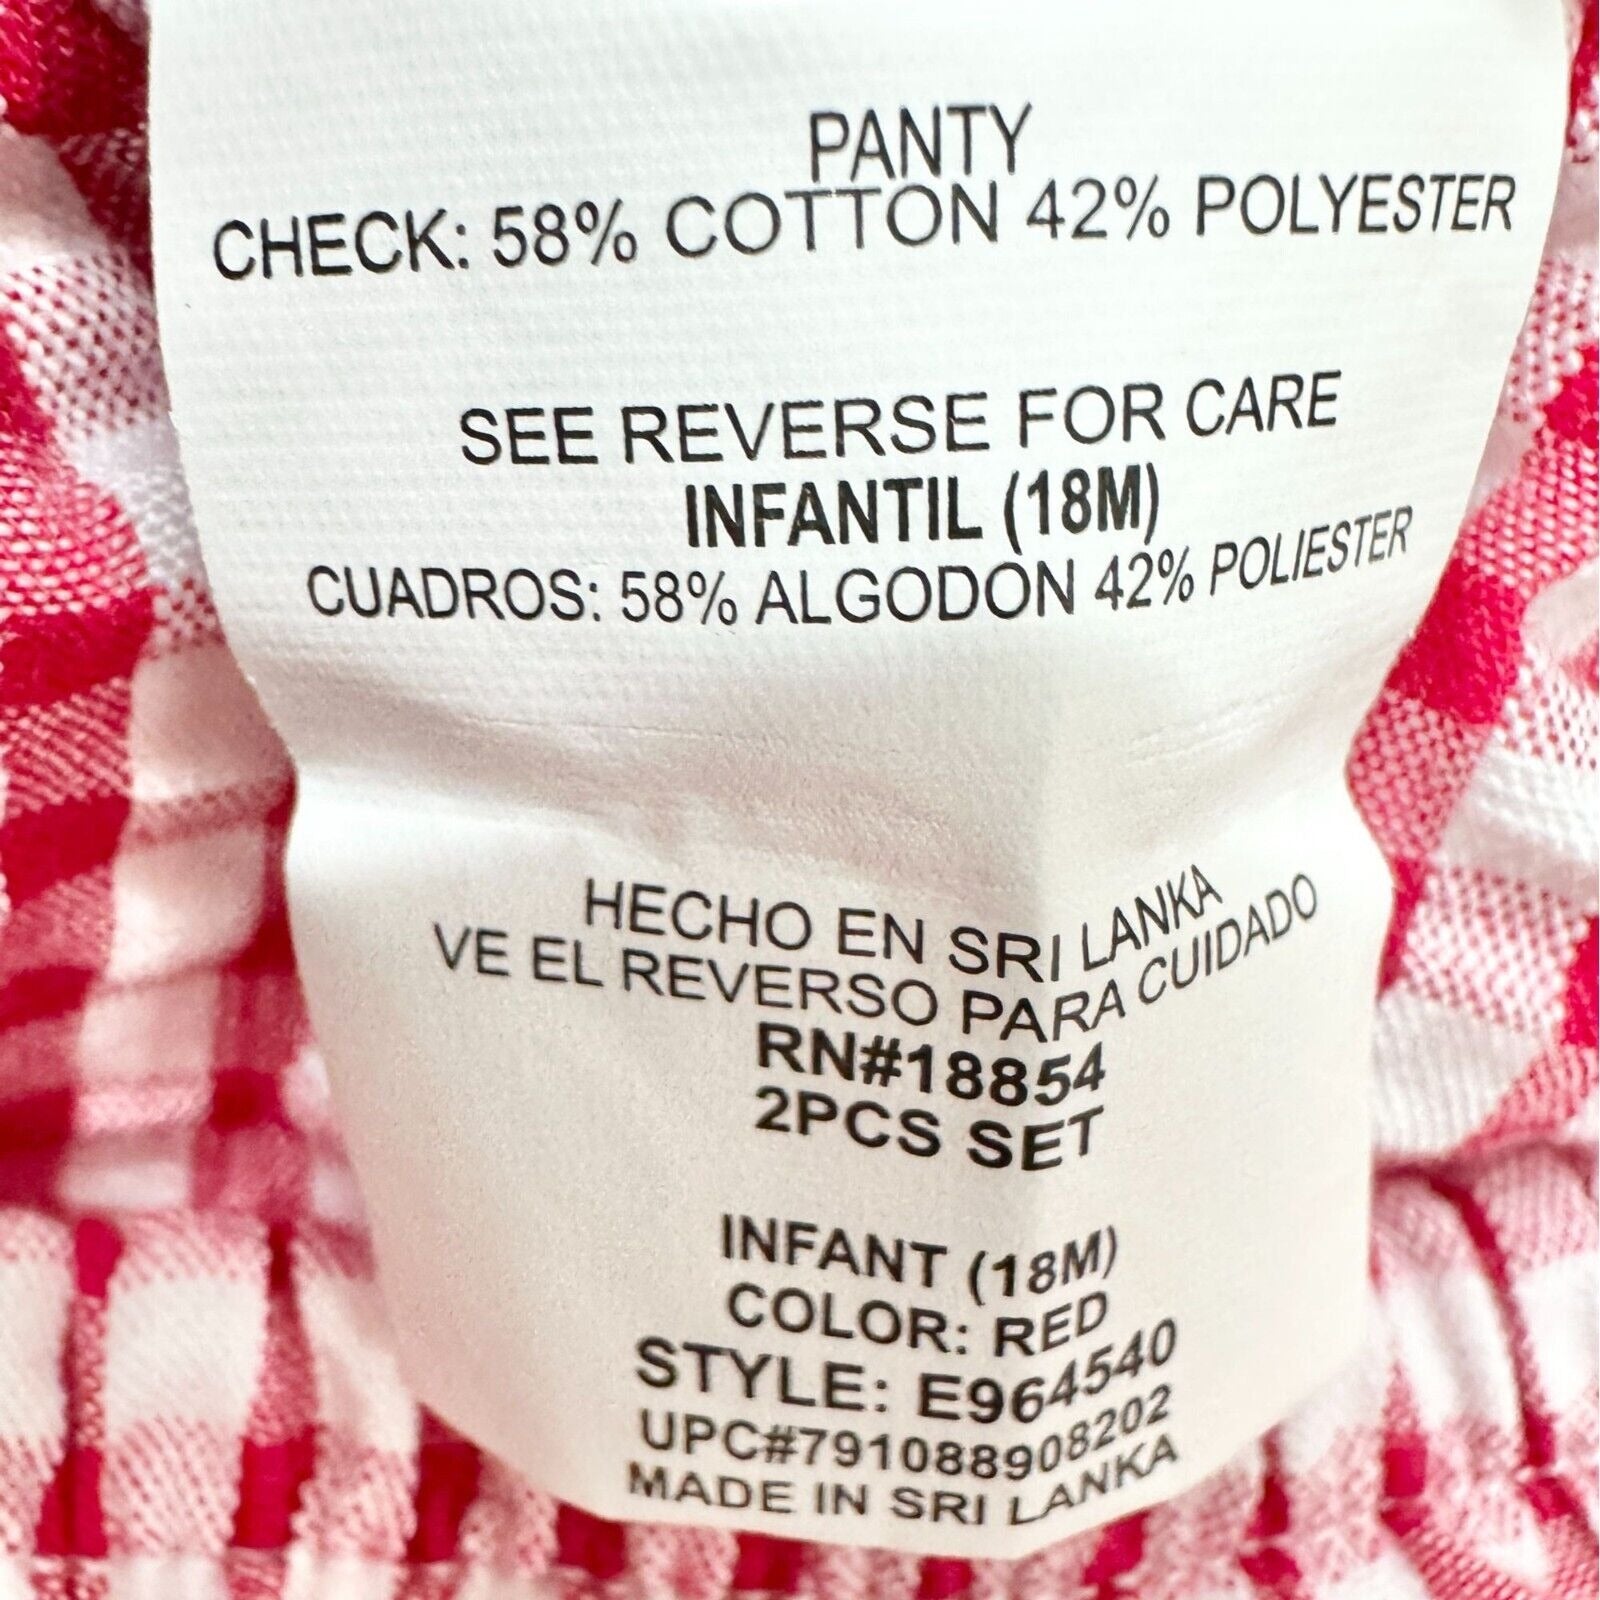 PANTY
CHECK: 58% COTTON 42% POLYESTER
SEE REVERSE FOR CARE
INFANTIL (18M)
CUADROS: 58% ALGODON 42% POLIESTER
HECHO EN SRI LANKA
VE EL REVERSO PARA CUIDADO
RN#18854
2PCS SET
INFANT (18M)
COLOR: RED
STYLE: E964540
UPC#791088908202
MADE IN SRI LANKA